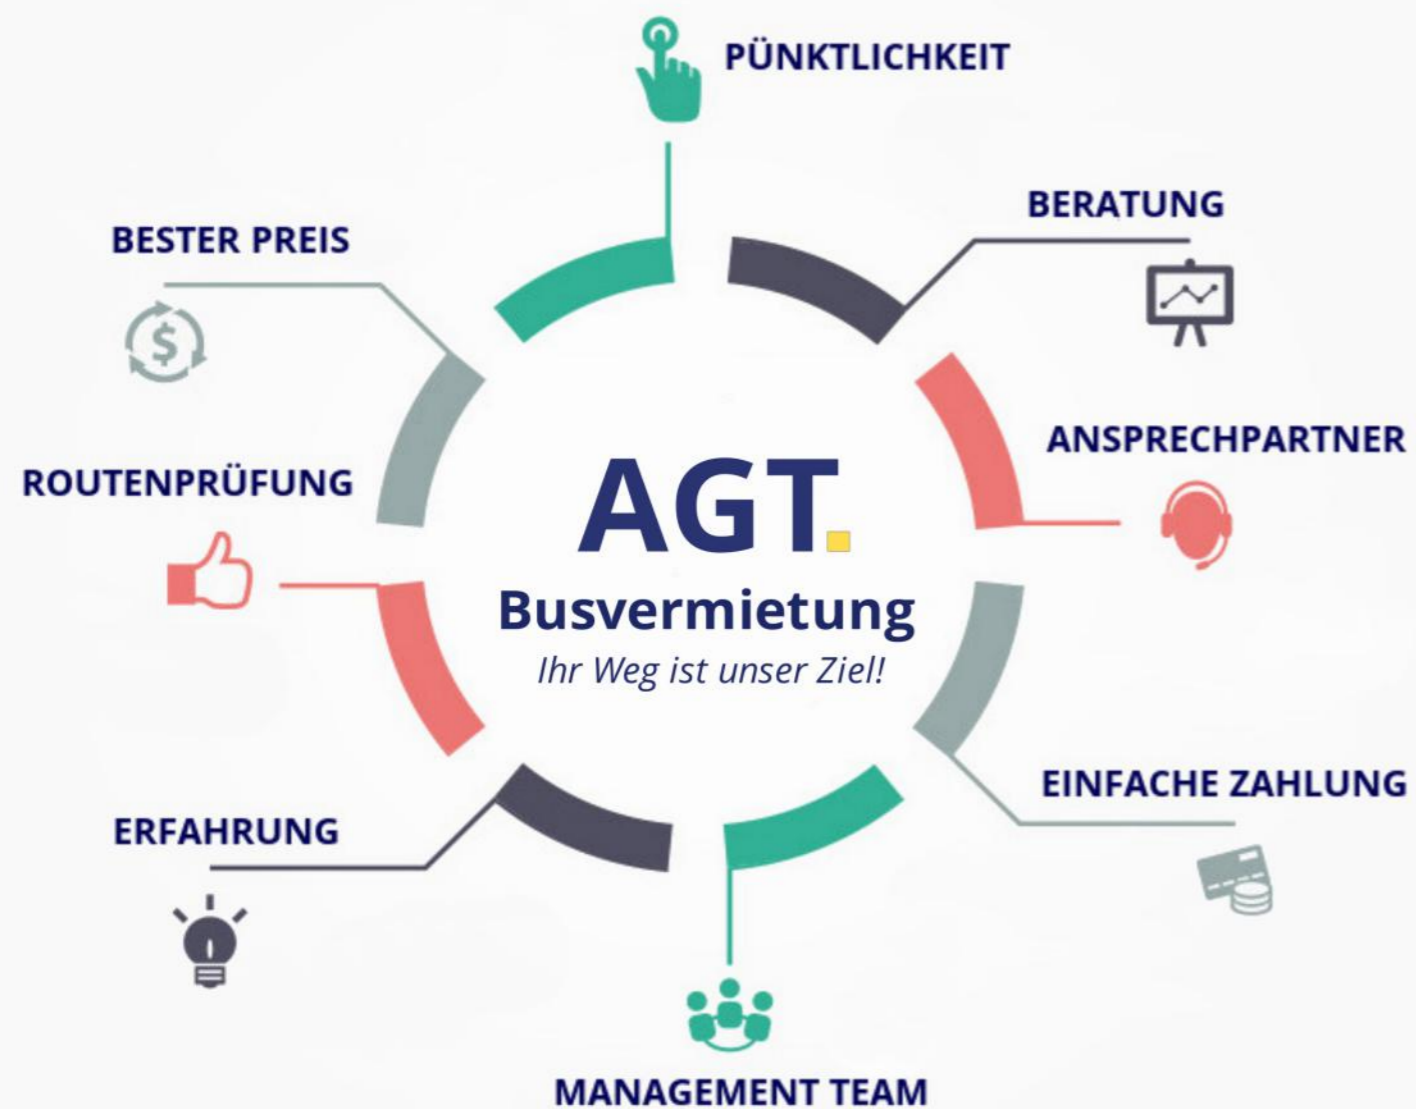 PÜNKTLICHKEIT
BERATUNG
BESTER PREIS
$
ANSPRECHPARTNER
ROUTENPRÜFUNG
AGT.
Busvermietung
Ihr Weg ist unser Ziel!
EINFACHE ZAHLUNG
ERFAHRUNG
MANAGEMENT TEAM